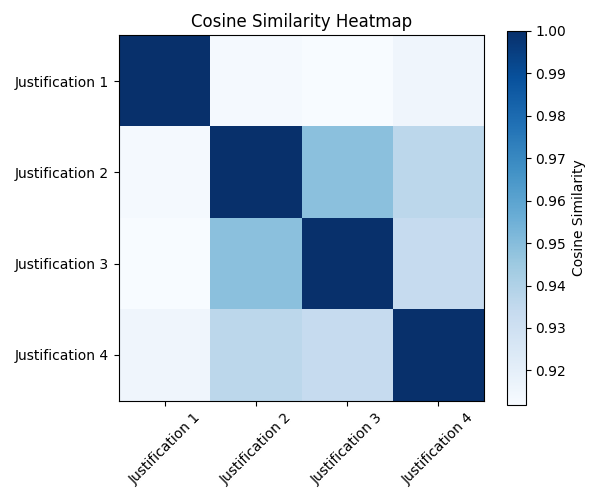 Cosine Similarity Heatmap
Justification 1
Justification 2
Justification 3
Justification 4
Justification 1
Justification 2
Justification 3
Justification 4
1.00
0.99
0.98
0.97
0.96
0.95
0.94
0.93
0.92
Cosine Similarity